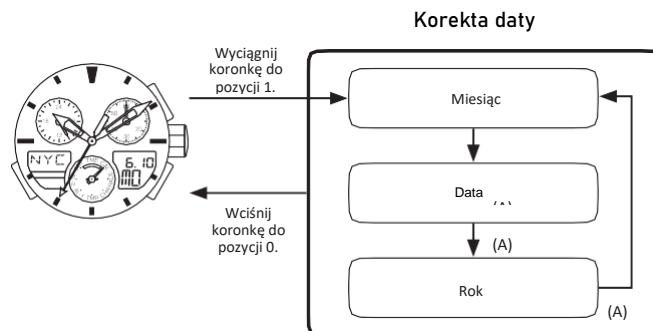 Korekta daty
Wyciągnij
koronkę do
pozycji 1.
Miesiąc
NYC
6.10
MO
Data
(A)
Wciśnij
koronkę do
pozycji 0.
(A)
Rok
(A)